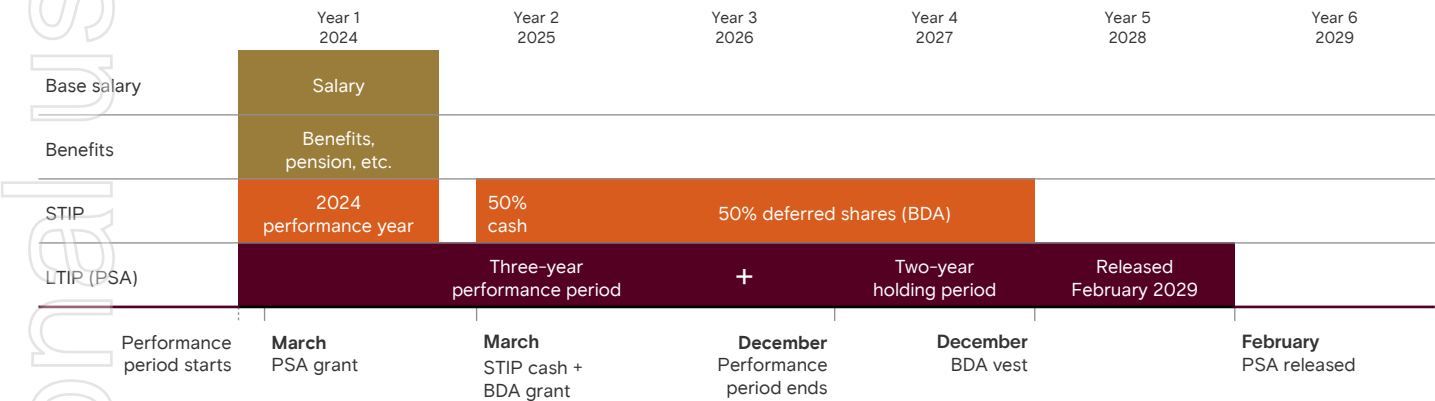 Year 1
2024
Year 2
2025
Year 3
2026
Year 4
2027
Year 5
2028
Year 6
2029
Base salary
Salary
Benefits
Benefits,
pension, etc.
STIP
2024
performance year
50%
cash
50% deferred shares (BDA)
LTIP (PSA)
Three-year
performance period
+
Two-year
holding period
Released
February 2029
Performance
period starts
March
PSA grant
March
STIP cash +
BDA grant
December
Performance
period ends
December
BDA vest
February
PSA released